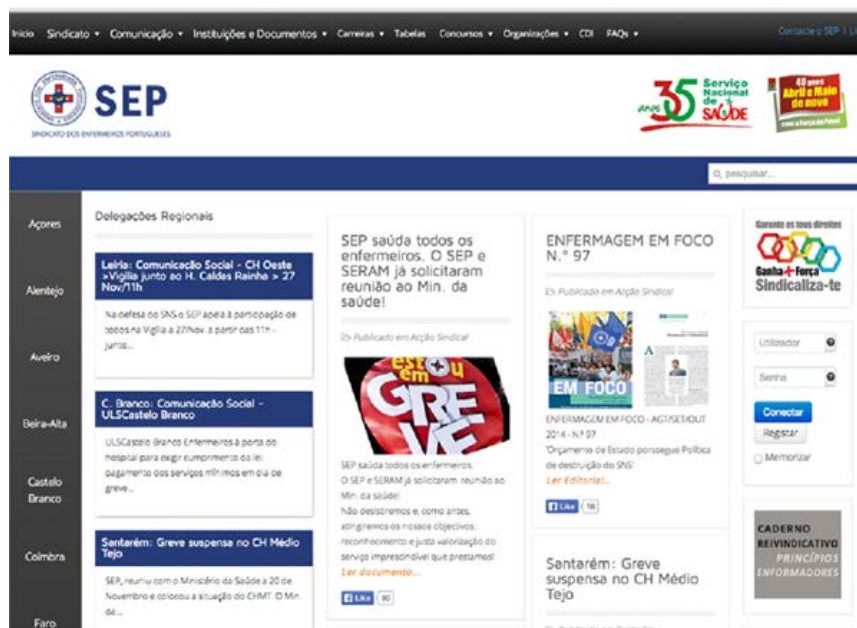 Início Sindicato Comunicação Instituições e Documentos Carreiras Tabelas Concursos Organizações CDI FAQs Contacte o SEP |
SEP
SINDICATO DOS ENFERMEIROS PORTUGUESES
35 anos
Serviço
Nacional
de
SAÚDE
40 anos
Abril e Maio
de novo
com a força do Povo!
pesquisar...
Açores
Alentejo
Aveiro
Beira-Alta
Castelo
Branco
Coimbra
Faro
Delegações Regionais
Leiria: Comunicação Social - CH Oeste
>Vigília junto ao H. Caldas Rainha > 27
Nov/11h
Na defesa do SNS o SEP apela à participação de
todos na Vigília a 27/Nov. a partir das 11h -
junto...
C. Branco: Comunicação Social -
ULSCastelo Branco
ULSCastelo Branco Enfermeiros à porta do
hospital para exigir cumprimento da lei:
pagamento dos serviços mínimos em dia de
greve...
Santarém: Greve suspensa no CH Médio
Tejo
SEP, reuniu com o Ministério da Saúde a 20 de
Novembro e colocou a situação do CHMT. O Min.
da...
SEP saúda todos os
enfermeiros. O SEP e
SERAM já solicitaram
reunião ao Min. da
saúde!
Publicado em Acção Sindical
estou
em
GREVE
SEP saúda todos os enfermeiros.
O SEP e SERAM já solicitaram reunião ao
Min. da saúde!
Não desistiremos e, como antes,
atingiremos os nossos objectivos:
reconhecimento e justa valorização do
serviço imprescindível que prestamos!
Ler documento...
Like 80
ENFERMAGEM EM FOCO
N.º 97
Publicado em Acção Sindical
EM FOCO
ENFERMAGEM EM FOCO - AGT/SET/OUT
2014 - N.º 97
'Orçamento de Estado porssegue Política
de destruição do SNS'
Ler Editorial...
Like 16
Santarém: Greve
suspensa no CH Médio
Tejo
Garante os teus direitos
Ganha+Força
Sindicaliza-te
Utilizador
Senha
Conectar
Registar
Memorizar
CADERNO
REIVINDICATIVO
PRINCÍPIOS
ENFORMADORES